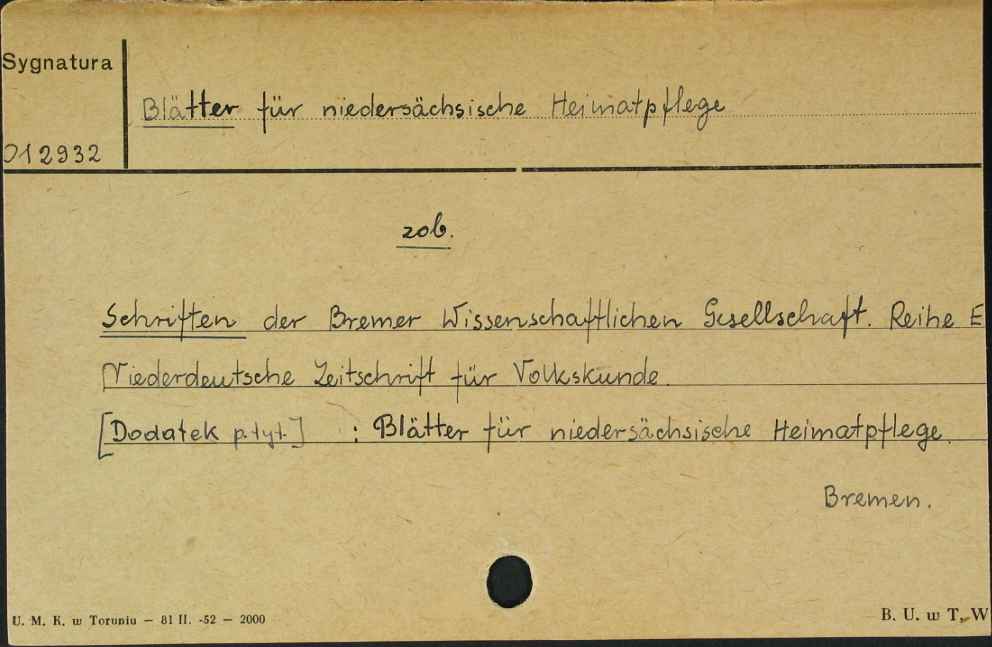 Sygnatura
Blätter für niedersächsische Heimatpflege
012932
zob.
Schriften der Bremer Wissenschaftlichen Gesellschaft. Reihe E
Niederdeutsche Zeitschrift für Volkskunde.
[Dodatek p. tyt.] : Blätter für niedersächsische Heimatpflege.
Bremen.
U. M. K. w Toruniu — 81 II. -52 — 2000
B. U. w T, W